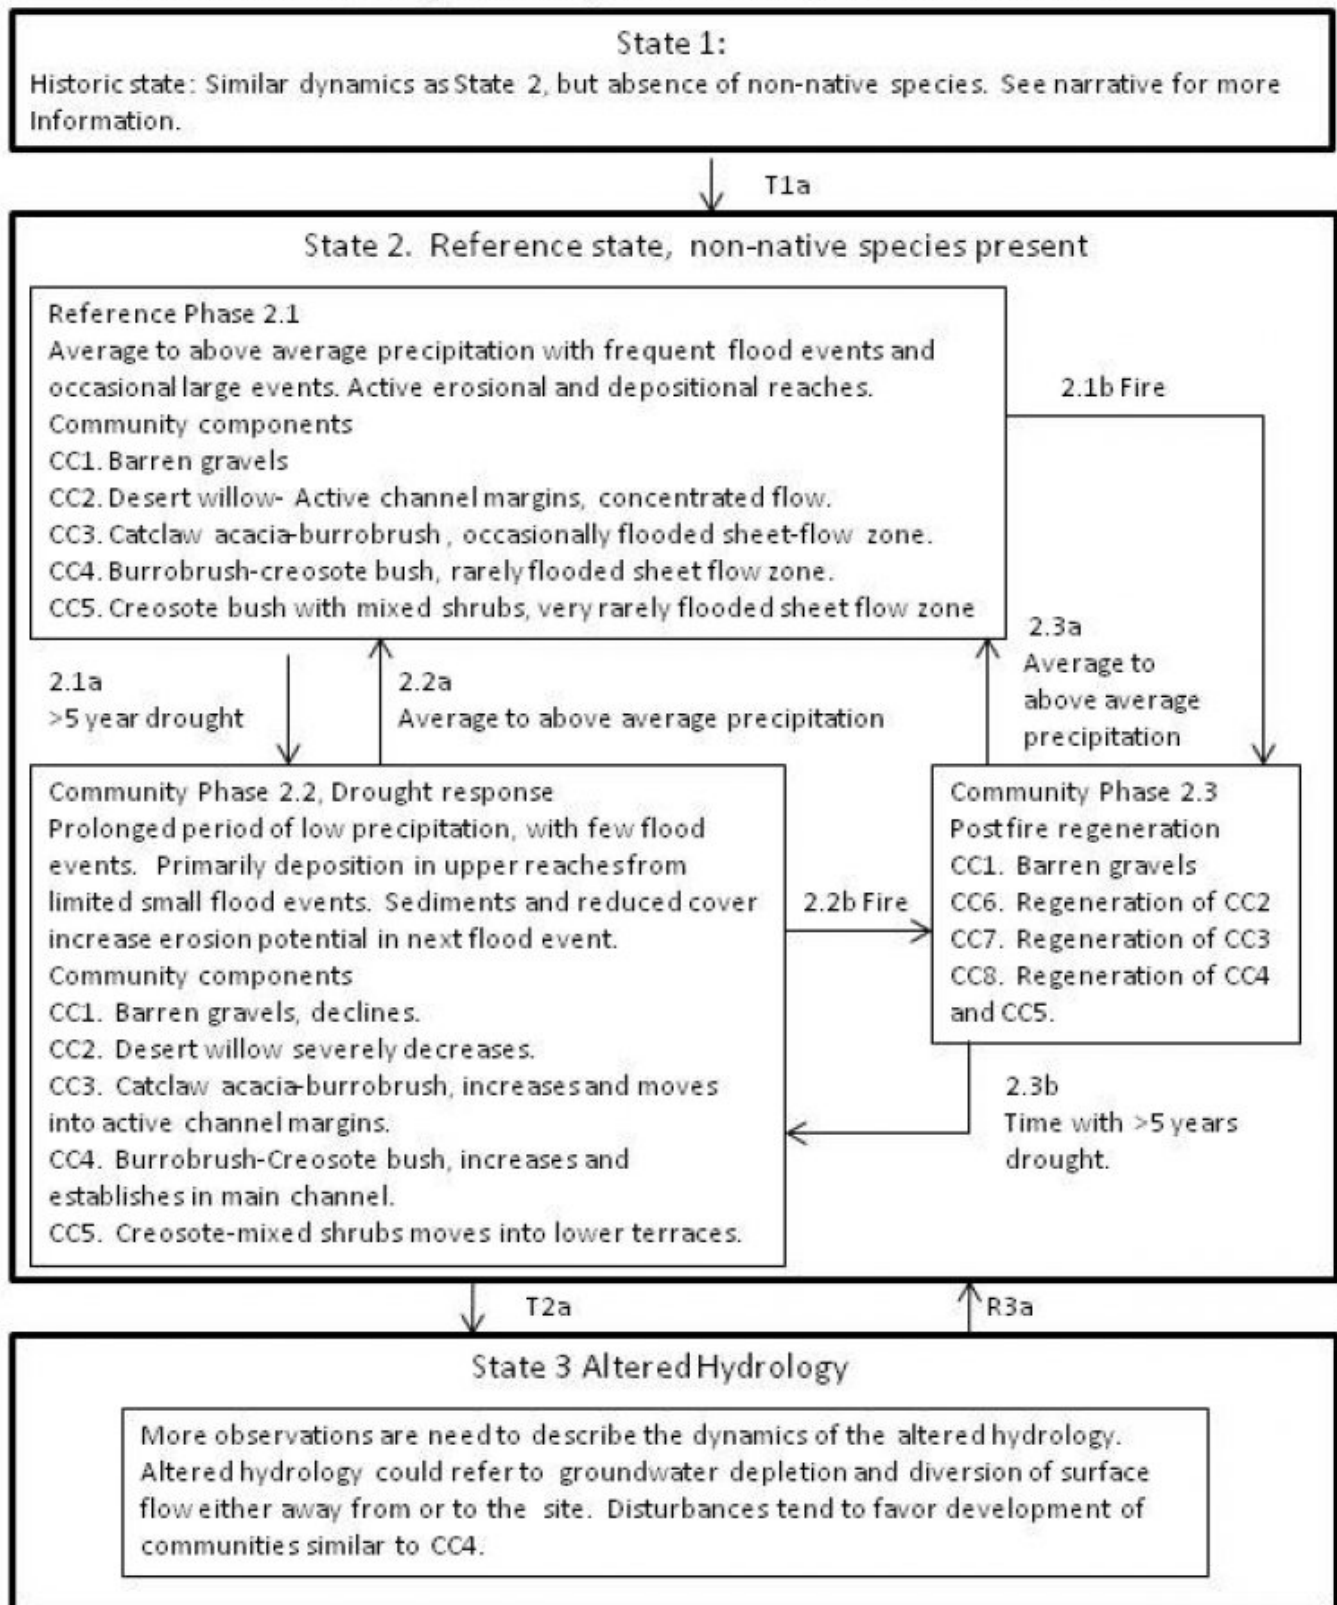 State 1:
Historic state: Similar dynamics as State 2, but absence of non-native species. See narrative for more
Information.
T1a
State 2. Reference state, non-native species present
Reference Phase 2.1
Average to above average precipitation with frequent flood events and
occasional large events. Active erosional and depositional reaches.
Community components
CC1. Barren gravels
CC2. Desert willow- Active channel margins, concentrated flow.
CC3. Catclaw acacia-burrobrush , occasionally flooded sheet-flow zone.
CC4. Burrobrush-creosote bush, rarely flooded sheet flow zone.
CC5. Creosote bush with mixed shrubs, very rarely flooded sheet flow zone
2.1b Fire
2.1a
>5 year drought
2.2a
Average to above average precipitation
2.3a
Average to
above average
precipitation
Community Phase 2.2, Drought response
Prolonged period of low precipitation, with few flood
events. Primarily deposition in upper reaches from
limited small flood events. Sediments and reduced cover
increase erosion potential in next flood event.
Community components
CC1. Barren gravels, declines.
CC2. Desert willow severely decreases.
CC3. Catclaw acacia-burrobrush, increases and moves
into active channel margins.
CC4. Burrobrush-Creosote bush, increases and
establishes in main channel.
CC5. Creosote-mixed shrubs moves into lower terraces.
2.2b Fire
Community Phase 2.3
Postfire regeneration
CC1. Barren gravels
CC6. Regeneration of CC2
CC7. Regeneration of CC3
CC8. Regeneration of CC4
and CC5.
2.3b
Time with >5 years
drought.
T2a
R3a
State 3 Altered Hydrology
More observations are need to describe the dynamics of the altered hydrology.
Altered hydrology could refer to groundwater depletion and diversion of surface
flow either away from or to the site. Disturbances tend to favor development of
communities similar to CC4.